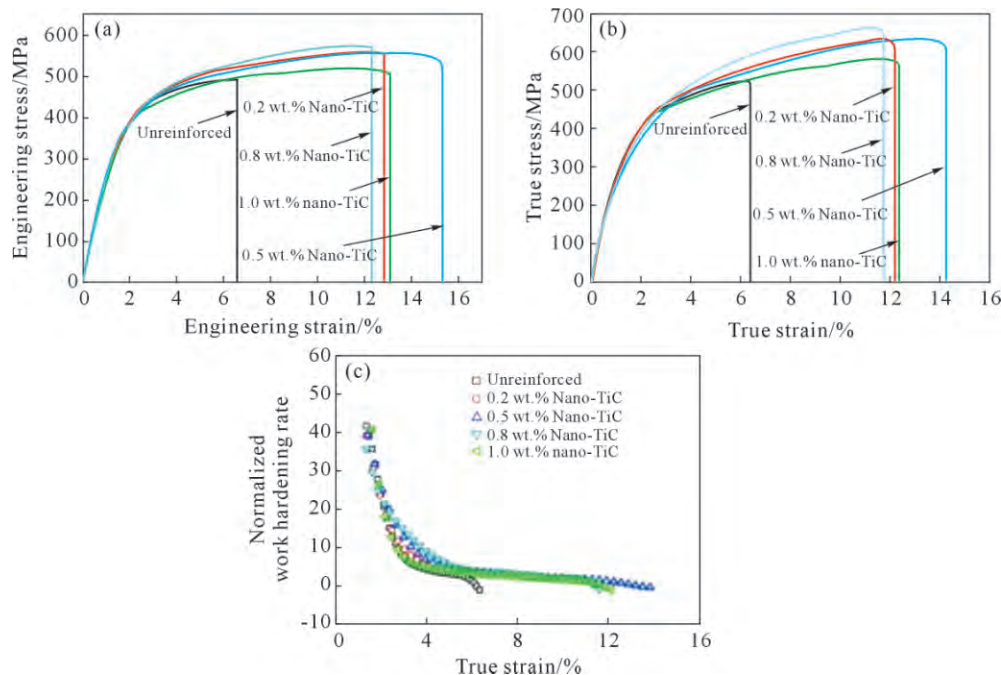 (a)
600
500
400
300
200
100
0
Engineering stress/MPa
0.2 wt.% Nano-TiC
Unreinforced
0.8 wt.% Nano-TiC
1.0 wt.% nano-TiC
0.5 wt.% Nano-TiC
0 2 4 6 8 10 12 14 16
Engineering strain/%
(b)
700
600
500
400
300
200
100
0
True stress/MPa
0.2 wt.% Nano-TiC
Unreinforced
0.8 wt.% Nano-TiC
0.5 wt.% Nano-TiC
1.0 wt.% nano-TiC
0 2 4 6 8 10 12 14 16
True strain/%
(c)
60
50
40
30
20
10
0
-10
Normalized
work hardening rate
Unreinforced
0.2 wt.% Nano-TiC
0.5 wt.% Nano-TiC
0.8 wt.% Nano-TiC
1.0 wt.% nano-TiC
0 4 8 12 16
True strain/%